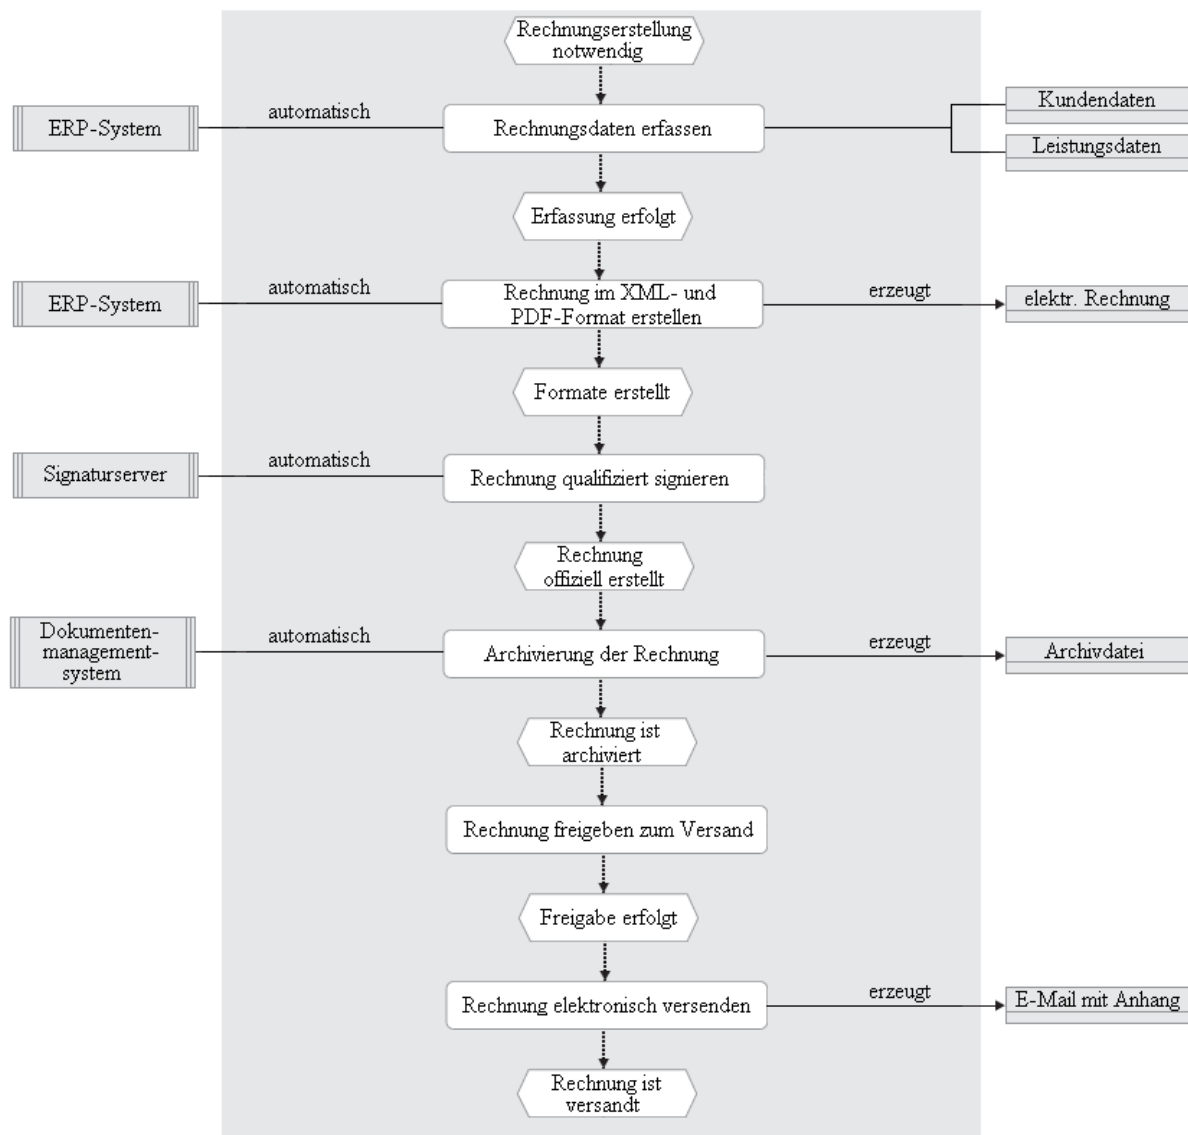 Rechnungserstellung
notwendig
ERP-System
automatisch
Rechnungsdaten erfassen
Kundendaten
Leistungsdaten
Erfassung erfolgt
ERP-System
automatisch
Rechnung im XML- und
PDF-Format erstellen
erzeugt
elektr. Rechnung
Formate erstellt
Signaturserver
automatisch
Rechnung qualifiziert signieren
Rechnung
offiziell erstellt
Dokumenten-
management-
system
automatisch
Archivierung der Rechnung
erzeugt
Archivdatei
Rechnung ist
archiviert
Rechnung freigeben zum Versand
Freigabe erfolgt
Rechnung elektronisch versenden
erzeugt
E-Mail mit Anhang
Rechnung ist
versandt